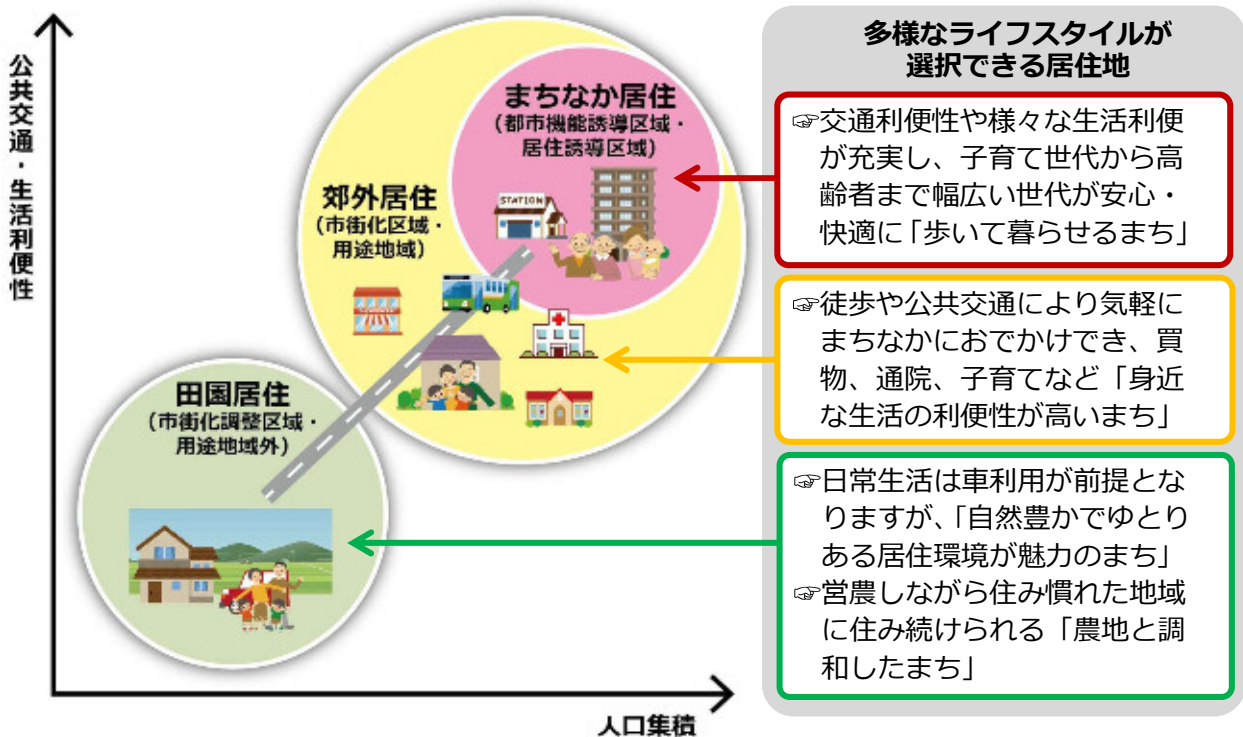 公共交通・生活利便性
まちなか居住
(都市機能誘導区域・
居住誘導区域)
STATION
郊外居住
(市街化区域・
用途地域)
田園居住
(市街化調整区域・
用途地域外)
人口集積
多様なライフスタイルが
選択できる居住地
☞交通利便性や様々な生活利便
が充実し、子育て世代から高
齢者まで幅広い世代が安心・
快適に「歩いて暮らせるまち」
☞徒歩や公共交通により気軽に
まちなかにおでかけでき、買
物、通院、子育てなど「身近
な生活の利便性が高いまち」
☞日常生活は車利用が前提とな
りますが、「自然豊かでゆとり
ある居住環境が魅力のまち」
☞営農しながら住み慣れた地域
に住み続けられる「農地と調
和したまち」